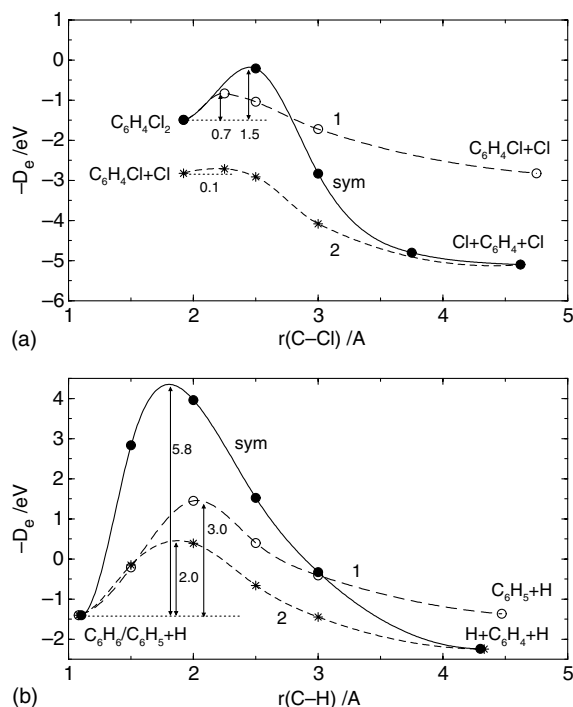 0
−1
−2
−3
−4
−5
−6
−D_e /eV
C₆H₄Cl₂
0.7
1.5
1
C₆H₄Cl+Cl
C₆H₄Cl+Cl
0.1
sym
2
Cl+C₆H₄+Cl
1 2 3 4 5
(a)
r(C–Cl) /A
4
3
2
1
0
−1
−2
−D_e /eV
sym
5.8
3.0
2.0
1
2
C₆H₅+H
C₆H₆/C₆H₅+H
H+C₆H₄+H
1 2 3 4 5
(b)
r(C–H) /A